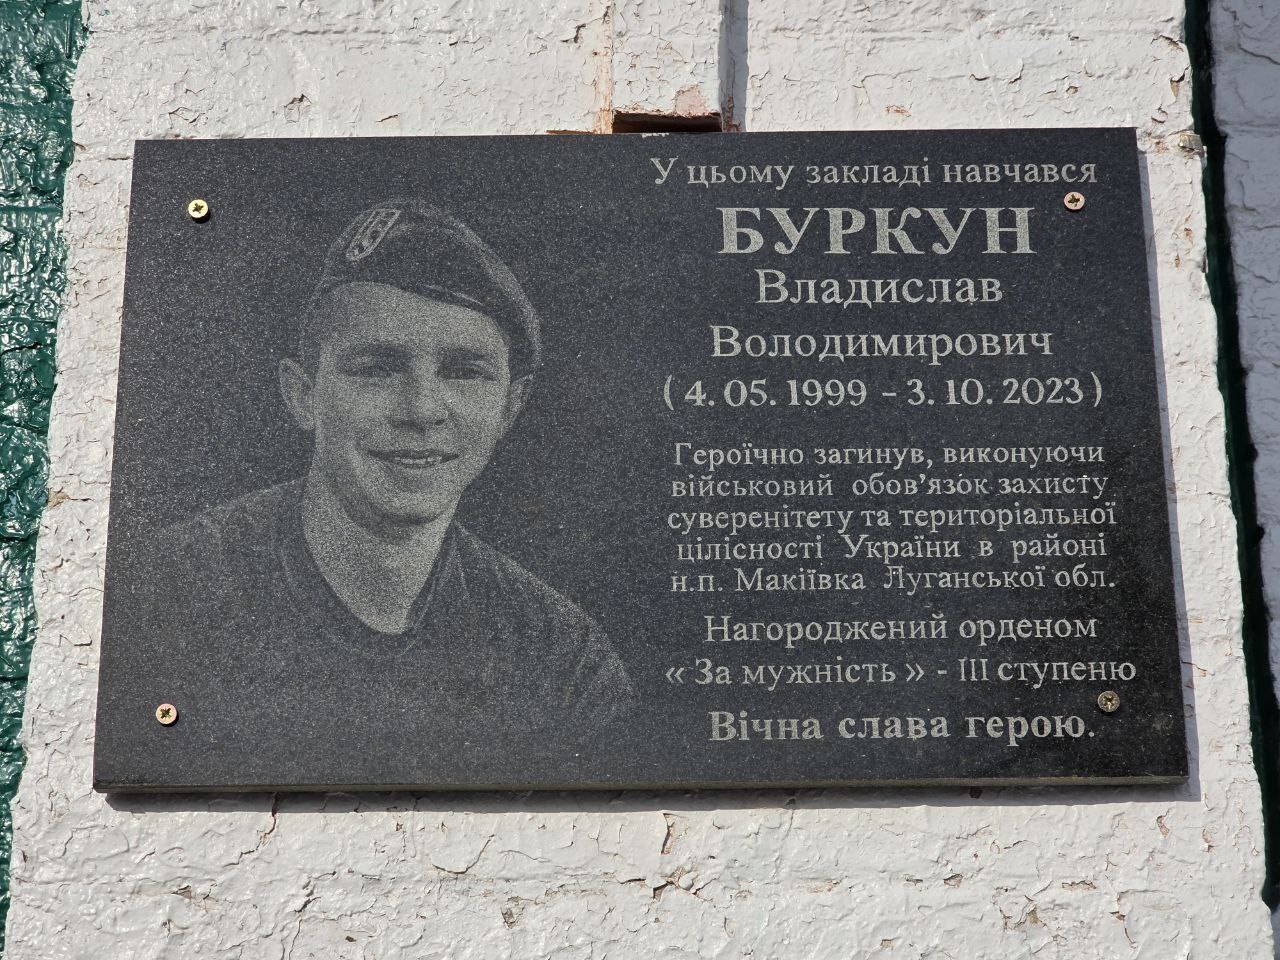 У цьому закладі навчався
БУРКУН
Владислав
Володимирович
(4.05.1999 - 3.10.2023)
Героїчно загинув, виконуючи
військовий обов'язок захисту
суверенітету та територіальної
цілісності України в районі
н.п. Макіївка Луганської обл.
Нагороджений орденом
«За мужність» - III ступеню
Вічна слава герою.